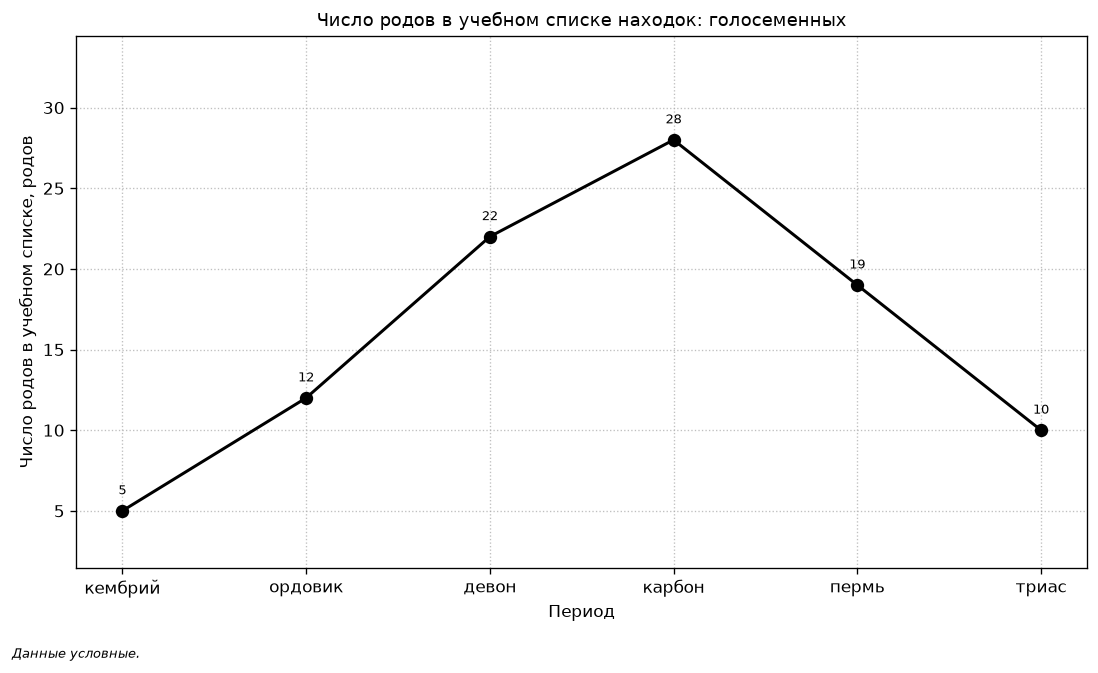 Число родов в учебном списке находок: голосеменных
Число родов в учебном списке, родов
30
25
20
15
10
5
5
12
22
28
19
10
кембрий
ордовик
девон
карбон
пермь
триас
Период
Данные условные.